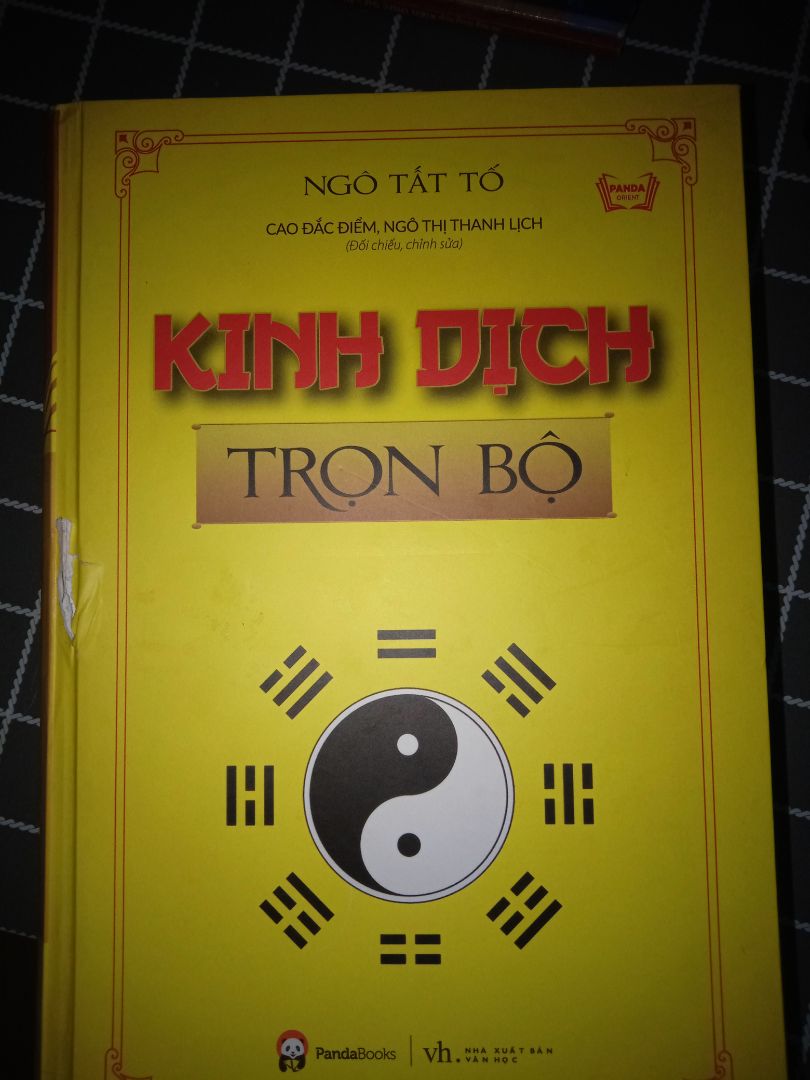 NGÔ TẤT TỐ
PANDA
ORIENT
CAO ĐẮC ĐIỂM, NGÔ THỊ THANH LỊCH
(Đối chiếu, chỉnh sửa)
KINH DỊCH
TRỌN BỘ
PandaBooks
vh. NHÀ XUẤT BẢN
VĂN HỌC